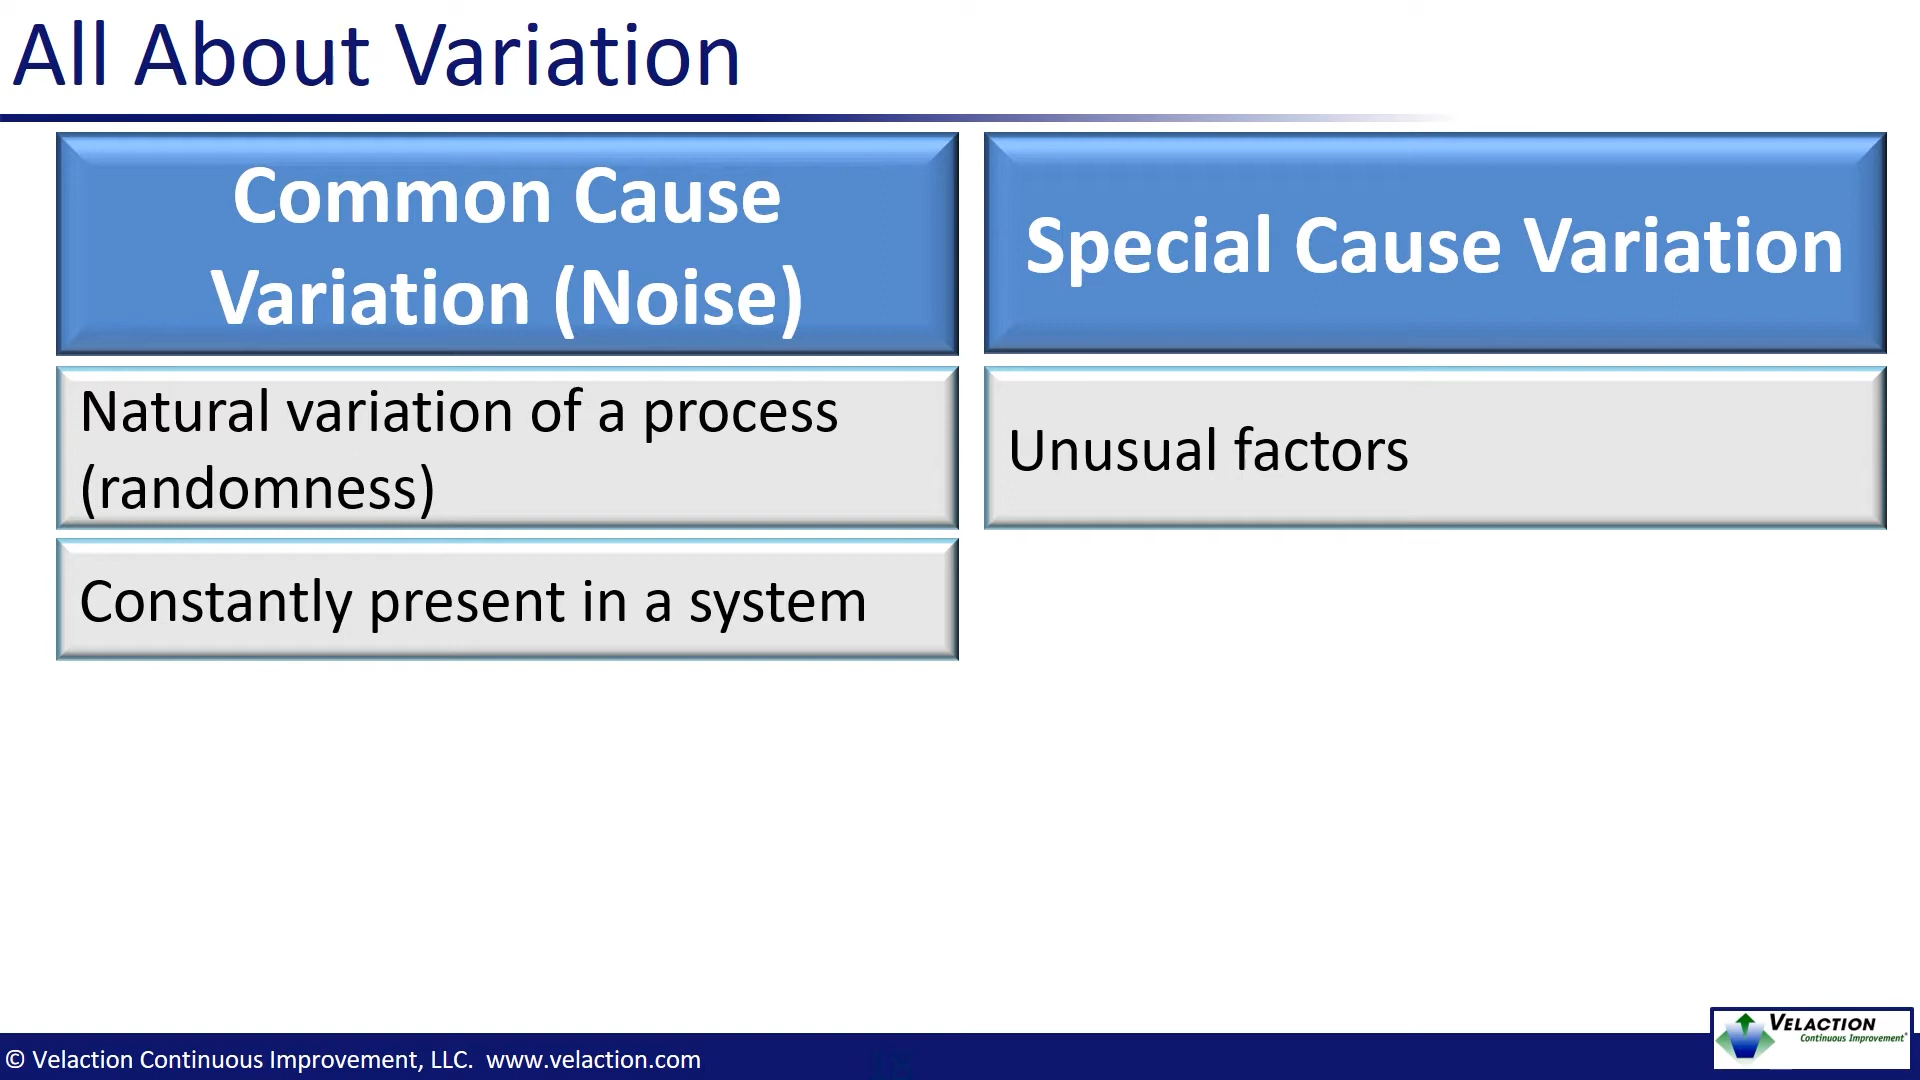 All About Variation
Common Cause
Variation (Noise)
Special Cause Variation
Natural variation of a process
(randomness)
Unusual factors
Constantly present in a system
© Velaction Continuous Improvement, LLC. www.velaction.com
VELACTION
Continuous Improvement